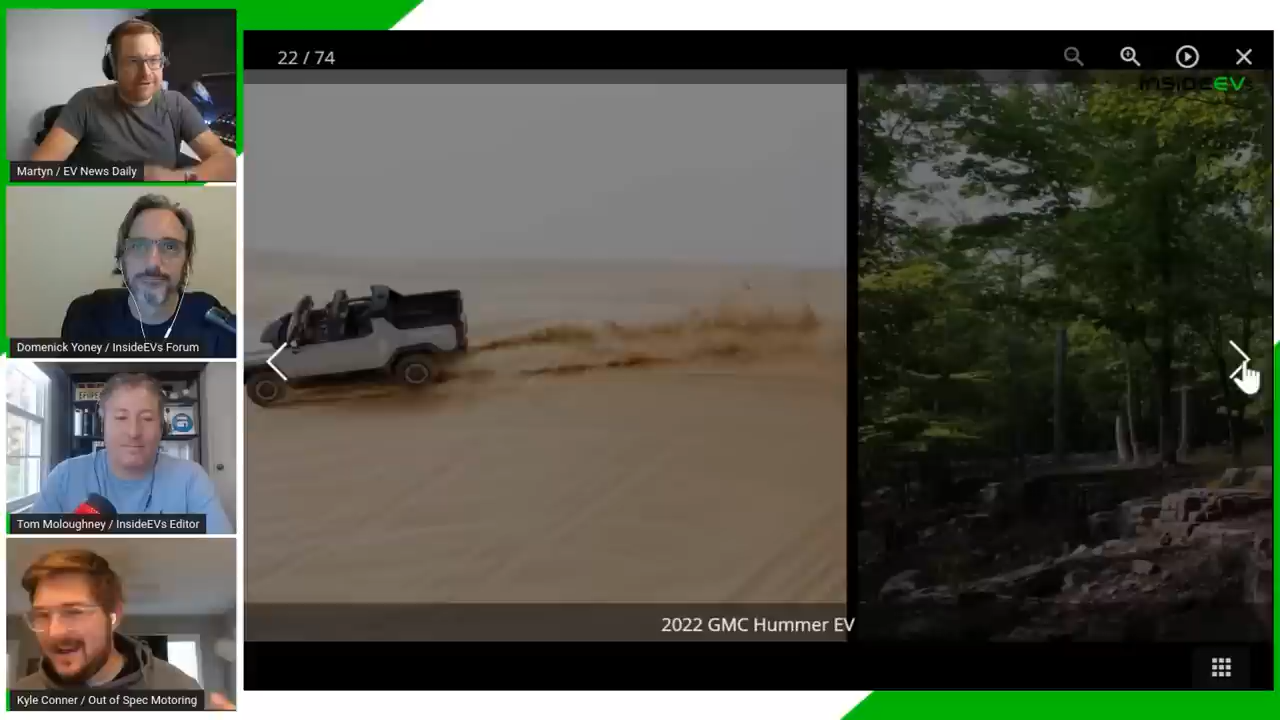 Martyn / EV News Daily
Domenick Yoney / InsideEVs Forum
Tom Moloughney / InsideEVs Editor
Kyle Conner / Out of Spec Motoring
22 / 74
InsideEVs
2022 GMC Hummer EV